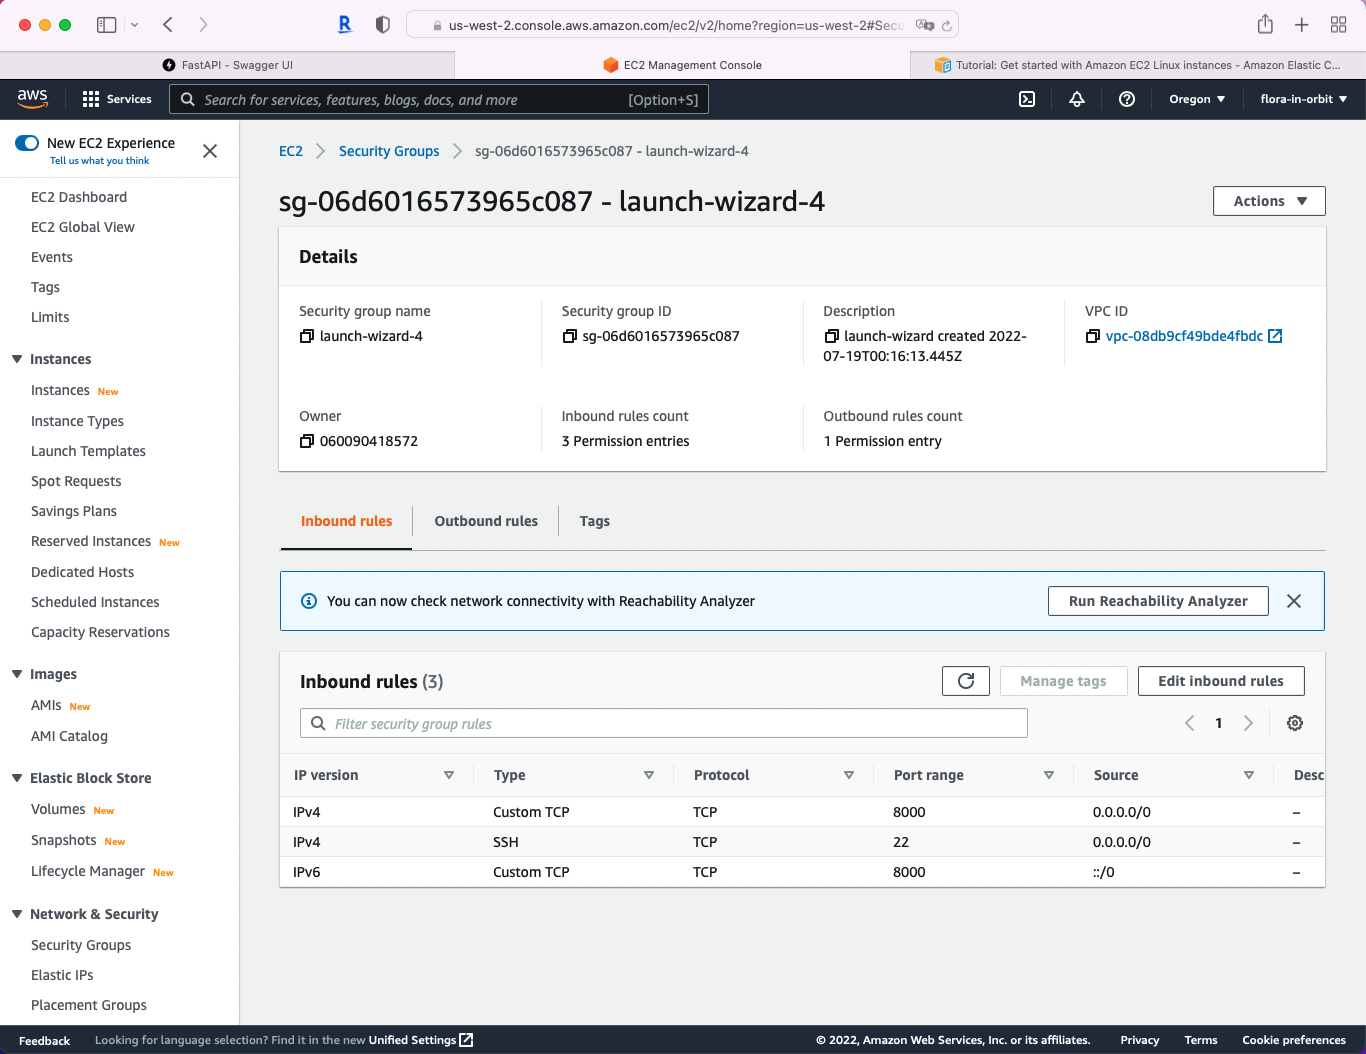 us-west-2.console.aws.amazon.com/ec2/v2/home?region=us-west-2#Secu
FastAPI - Swagger UI
EC2 Management Console
Tutorial: Get started with Amazon EC2 Linux instances - Amazon Elastic C...
aws
Services
Search for services, features, blogs, docs, and more
[Option+S]
Oregon
flora-in-orbit
New EC2 Experience
Tell us what you think
EC2 Dashboard
EC2 Global View
Events
Tags
Limits
Instances
Instances New
Instance Types
Launch Templates
Spot Requests
Savings Plans
Reserved Instances New
Dedicated Hosts
Scheduled Instances
Capacity Reservations
Images
AMIs New
AMI Catalog
Elastic Block Store
Volumes New
Snapshots New
Lifecycle Manager New
Network & Security
Security Groups
Elastic IPs
Placement Groups
EC2 Security Groups sg-06d6016573965c087 - launch-wizard-4
sg-06d6016573965c087 - launch-wizard-4
Actions
Details
Security group name
launch-wizard-4
Security group ID
sg-06d6016573965c087
Description
launch-wizard created 2022-
07-19T00:16:13.445Z
VPC ID
vpc-08db9cf49bde4fbdc
Owner
060090418572
Inbound rules count
3 Permission entries
Outbound rules count
1 Permission entry
Inbound rules
Outbound rules
Tags
You can now check network connectivity with Reachability Analyzer
Run Reachability Analyzer
Inbound rules (3)
Manage tags
Edit inbound rules
Filter security group rules
1
IP version Type Protocol Port range Source Desc
IPv4 Custom TCP TCP 8000 0.0.0.0/0 –
IPv4 SSH TCP 22 0.0.0.0/0 –
IPv6 Custom TCP TCP 8000 ::/0 –
Feedback
Looking for language selection? Find it in the new Unified Settings
© 2022, Amazon Web Services, Inc. or its affiliates.
Privacy
Terms
Cookie preferences